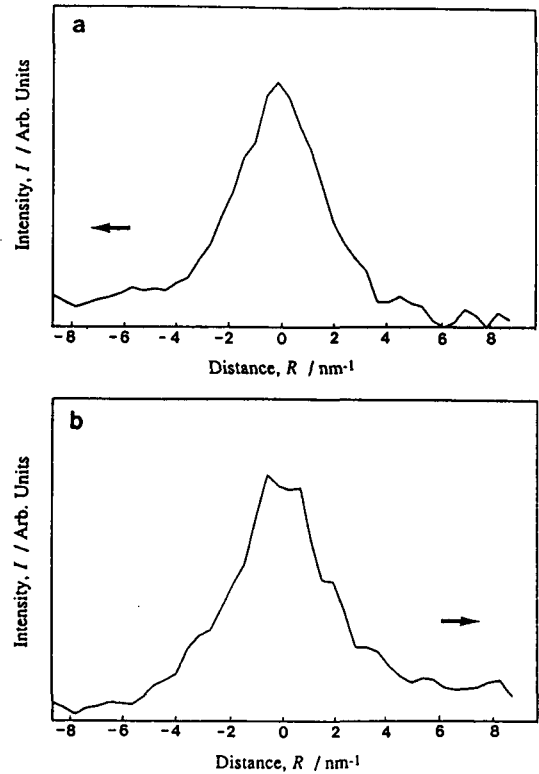 a
Intensity, I / Arb. Units
-8 -6 -4 -2 0 2 4 6 8
Distance, R / nm-1
b
Intensity, I / Arb. Units
-8 -6 -4 -2 0 2 4 6 8
Distance, R / nm-1